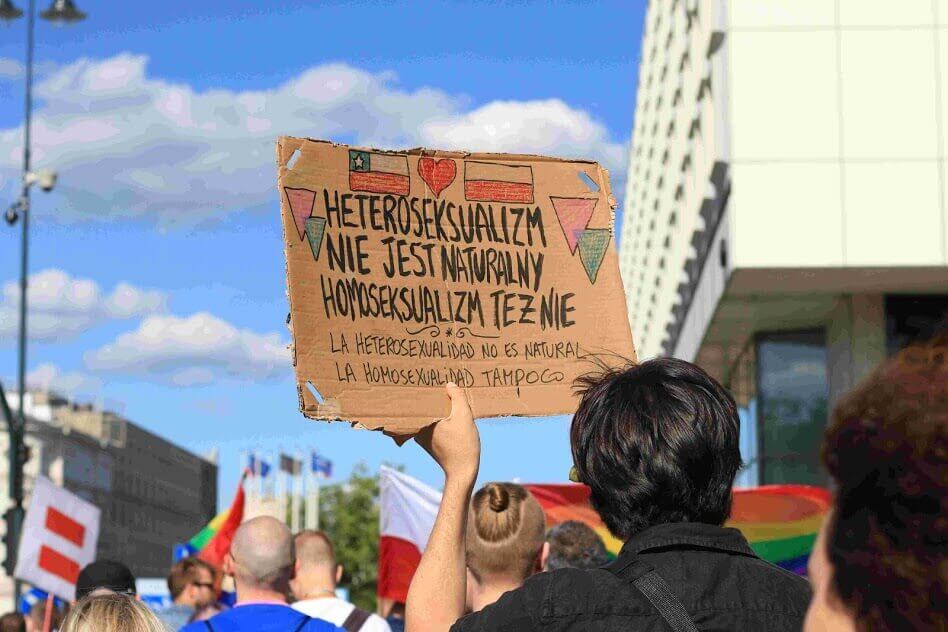 HETEROSEKSUALIZM
NIE JEST NATURALNY
HOMOSEKSUALIZM TEŻ NIE
LA HETEROSEXUALIDAD NO ES NATURAL
LA HOMOSEXUALIDAD TAMPOCO